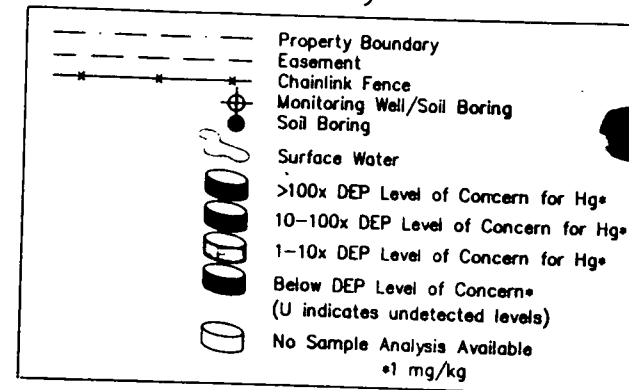 Property Boundary
Easement
Chainlink Fence
Monitoring Well/Soil Boring
Soil Boring
Surface Water
>100x DEP Level of Concern for Hg*
10-100x DEP Level of Concern for Hg*
1-10x DEP Level of Concern for Hg*
Below DEP Level of Concern*
(U indicates undetected levels)
No Sample Analysis Available
*1 mg/kg